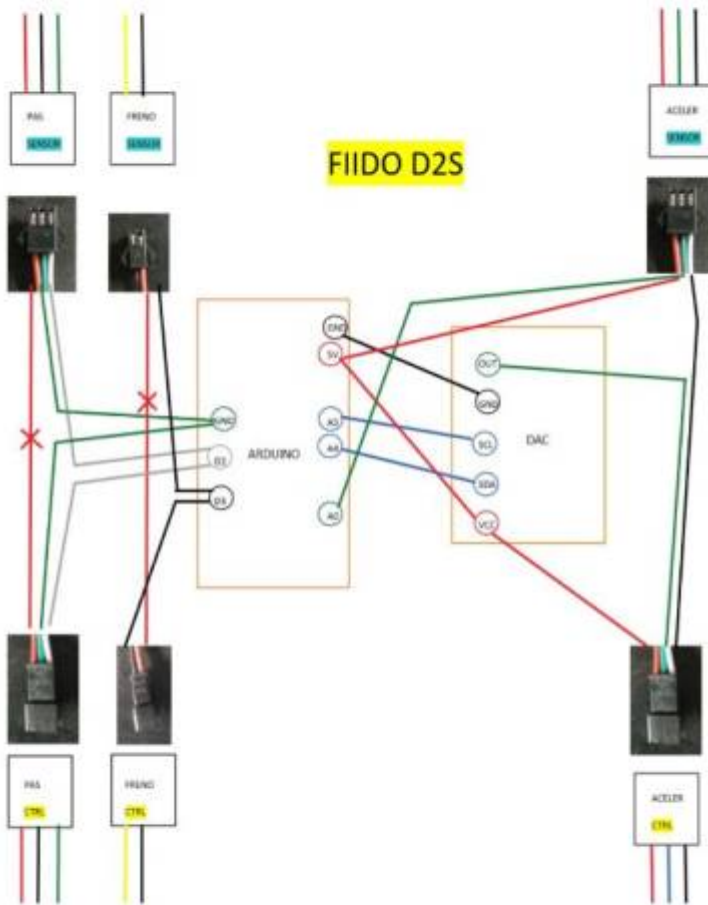 PAS
SENSOR
FRENO
SENSOR
ACELER
SENSOR
FIIDO D2S
GND
5V
OUT
GND
GND
A5
SCL
DAC
ARDUINO
D2
A4
SDA
D3
A0
VCC
PAS
CTRL
FRENO
CTRL
ACELER
CTRL